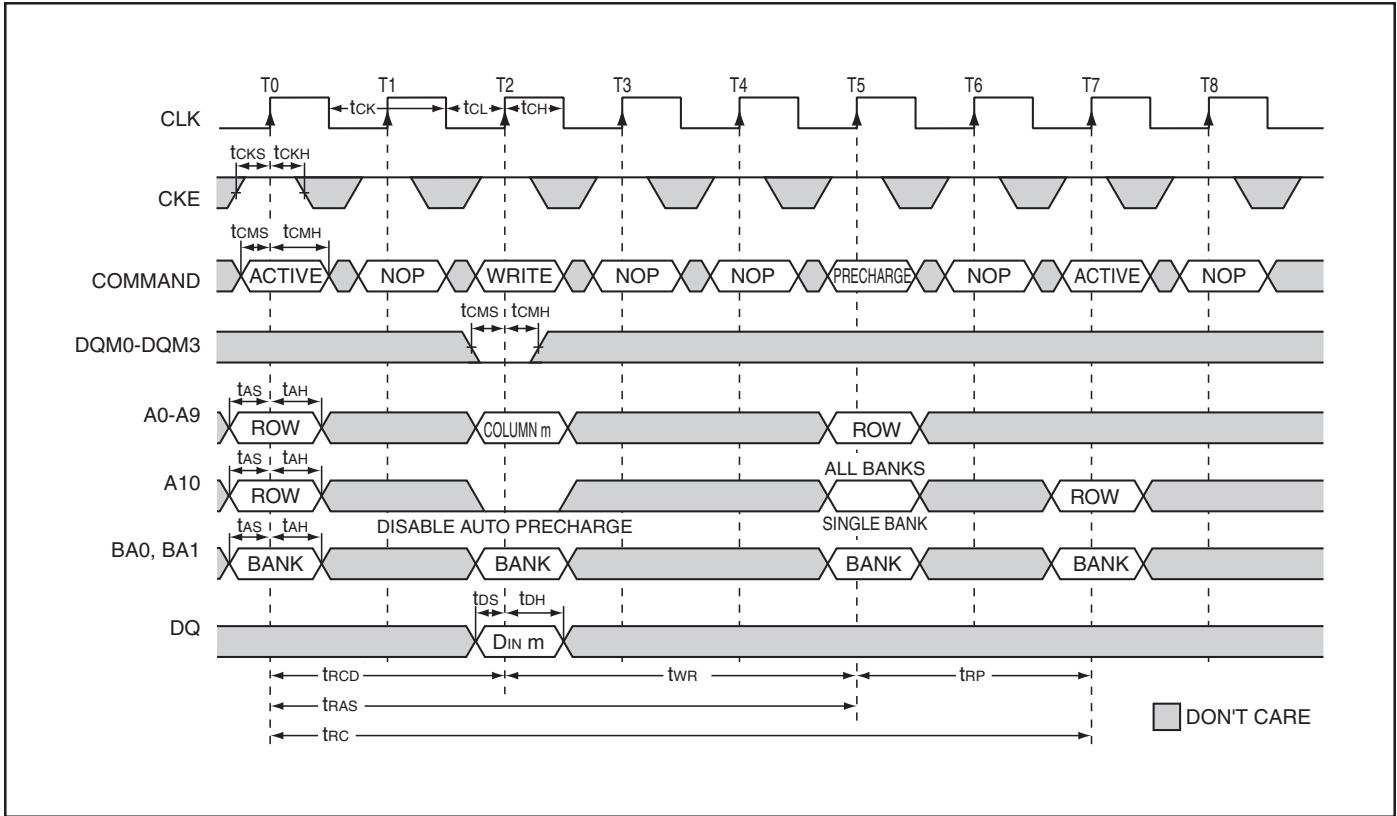 T0 T1 T2 T3 T4 T5 T6 T7 T8
CLK tCK tCL tCH
tCKS tCKH
CKE
tCMS tCMH
COMMAND ACTIVE NOP WRITE NOP NOP PRECHARGE NOP ACTIVE NOP
tCMS tCMH
DQM0-DQM3
tAS tAH
A0-A9 ROW COLUMN m ROW
tAS tAH ALL BANKS
A10 ROW ROW
tAS tAH DISABLE AUTO PRECHARGE SINGLE BANK
BA0, BA1 BANK BANK BANK BANK
tDS tDH
DQ DIN m
tRCD tWR tRP
tRAS
tRC
DON'T CARE